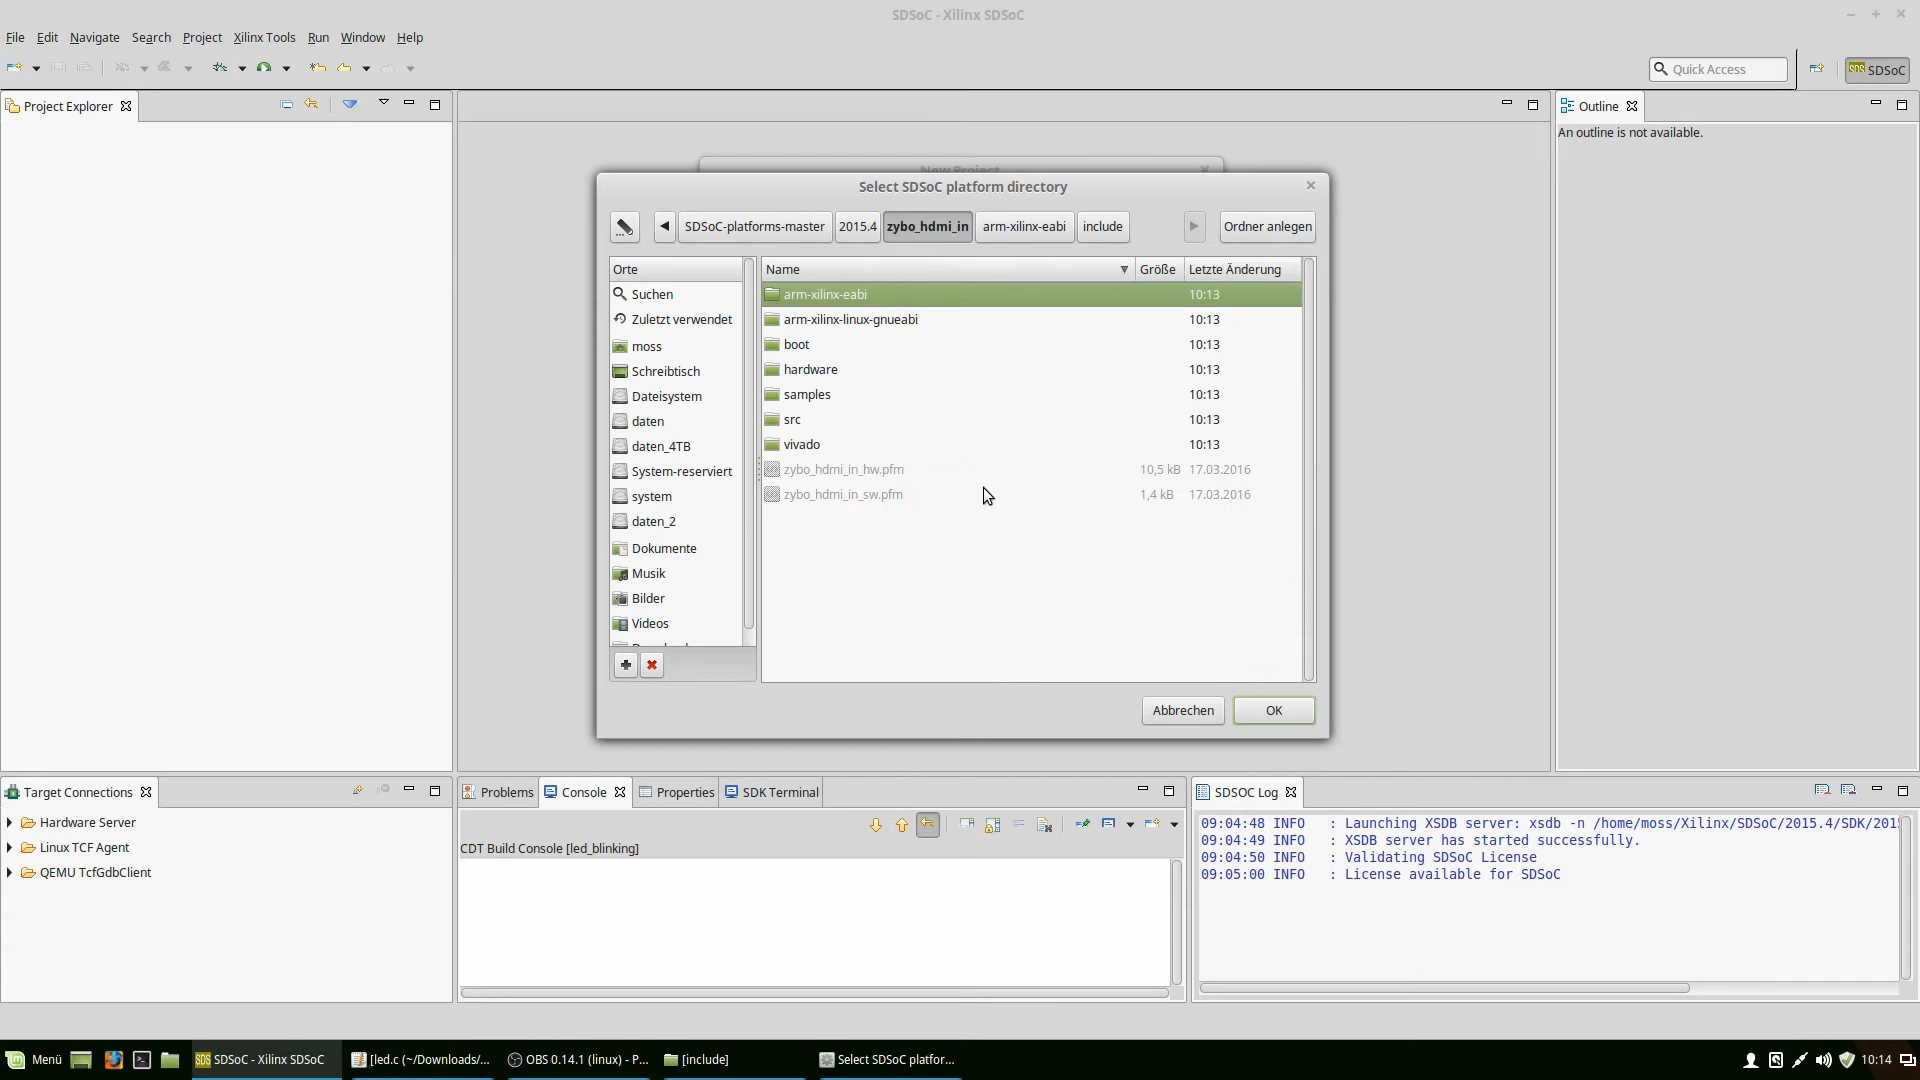 SDSoC - Xilinx SDSoC
File Edit Navigate Search Project Xilinx Tools Run Window Help
Quick Access
SDSoC
Project Explorer
Outline
An outline is not available.
New Project
Select SDSoC platform directory
SDSoC-platforms-master 2015.4 zybo_hdmi_in arm-xilinx-eabi include Ordner anlegen
Orte
Suchen
Zuletzt verwendet
moss
Schreibtisch
Dateisystem
daten
daten_4TB
System-reserviert
system
daten_2
Dokumente
Musik
Bilder
Videos
Name Größe Letzte Änderung
arm-xilinx-eabi 10:13
arm-xilinx-linux-gnueabi 10:13
boot 10:13
hardware 10:13
samples 10:13
src 10:13
vivado 10:13
zybo_hdmi_in_hw.pfm 10,5 kB 17.03.2016
zybo_hdmi_in_sw.pfm 1,4 kB 17.03.2016
Abbrechen OK
Target Connections
Hardware Server
Linux TCF Agent
QEMU TcfGdbClient
Problems Console Properties SDK Terminal
CDT Build Console [led_blinking]
SDSOC Log
09:04:48 INFO : Launching XSDB server: xsdb -n /home/moss/Xilinx/SDSoC/2015.4/SDK/201
09:04:49 INFO : XSDB server has started successfully.
09:04:50 INFO : Validating SDSoC License
09:05:00 INFO : License available for SDSoC
Menü SDSoC - Xilinx SDSoC [led.c (~/Downloads/... OBS 0.14.1 (linux) - P... [include] Select SDSoC platfor... 10:14